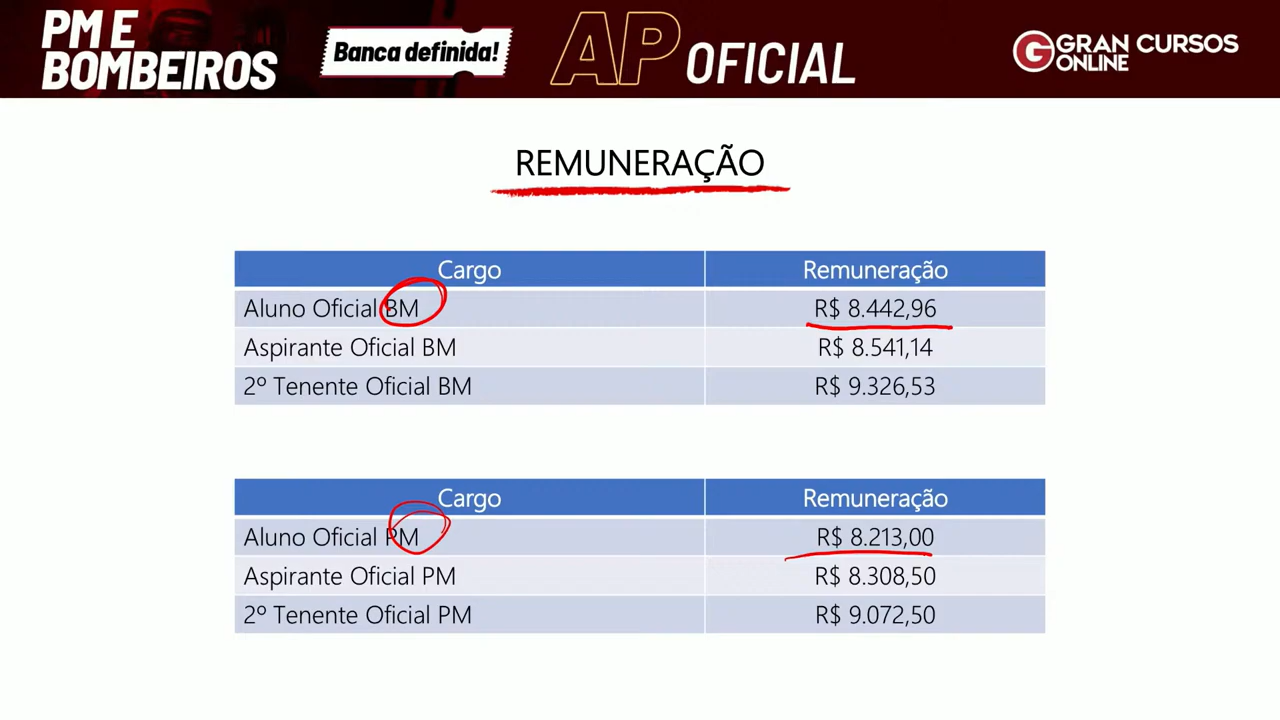 PM E
BOMBEIROS
Banca definida!
AP OFICIAL
G GRAN CURSOS
ONLINE
REMUNERAÇÃO
Cargo Remuneração
Aluno Oficial BM R$ 8.442,96
Aspirante Oficial BM R$ 8.541,14
2º Tenente Oficial BM R$ 9.326,53
Cargo Remuneração
Aluno Oficial PM R$ 8.213,00
Aspirante Oficial PM R$ 8.308,50
2º Tenente Oficial PM R$ 9.072,50